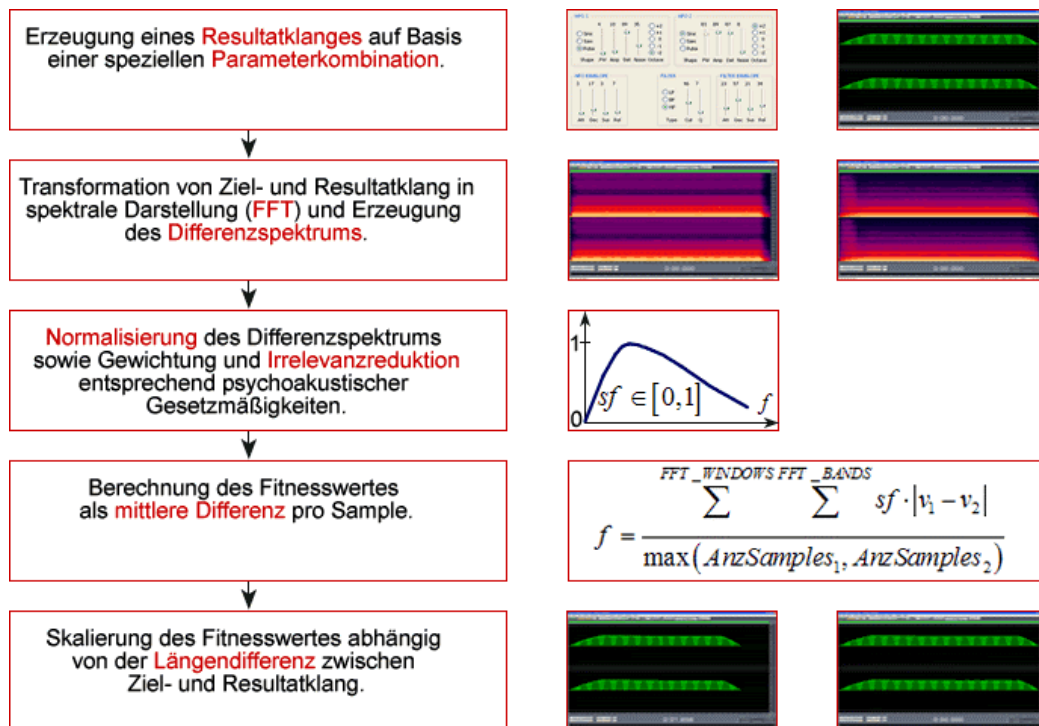 Erzeugung eines Resultatklanges auf Basis
einer speziellen Parameterkombination.
Transformation von Ziel- und Resultatklang in
spektrale Darstellung (FFT) und Erzeugung
des Differenzspektrums.
Normalisierung des Differenzspektrums
sowie Gewichtung und Irrelevanzreduktion
entsprechend psychoakustischer
Gesetzmäßigkeiten.
1
sf ∈ [0,1] f
0
Berechnung des Fitnesswertes
als mittlere Differenz pro Sample.
FFT_WINDOWS FFT_BANDS
∑ ∑ sf·|v₁ − v₂|
f =
max(AnzSamples₁, AnzSamples₂)
Skalierung des Fitnesswertes abhängig
von der Längendifferenz zwischen
Ziel- und Resultatklang.